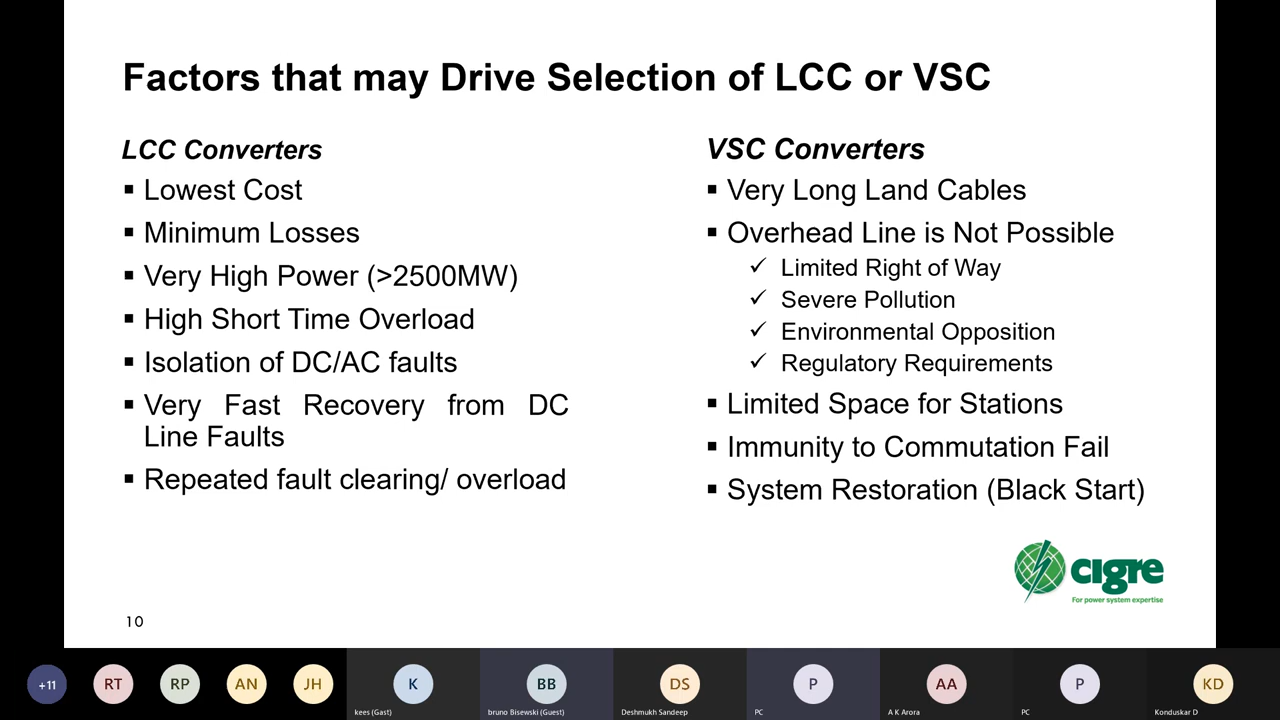 Factors that may Drive Selection of LCC or VSC
LCC Converters
Lowest Cost
Minimum Losses
Very High Power (>2500MW)
High Short Time Overload
Isolation of DC/AC faults
Very Fast Recovery from DC
Line Faults
Repeated fault clearing/ overload
VSC Converters
Very Long Land Cables
Overhead Line is Not Possible
Limited Right of Way
Severe Pollution
Environmental Opposition
Regulatory Requirements
Limited Space for Stations
Immunity to Commutation Fail
System Restoration (Black Start)
cigre
For power system expertise
10
+11
RT
RP
AN
JH
K
kees (Gast)
BB
bruno Bisewski (Guest)
DS
Deshmukh Sandeep
P
PC
AA
A K Arora
P
PC
KD
Konduskar D